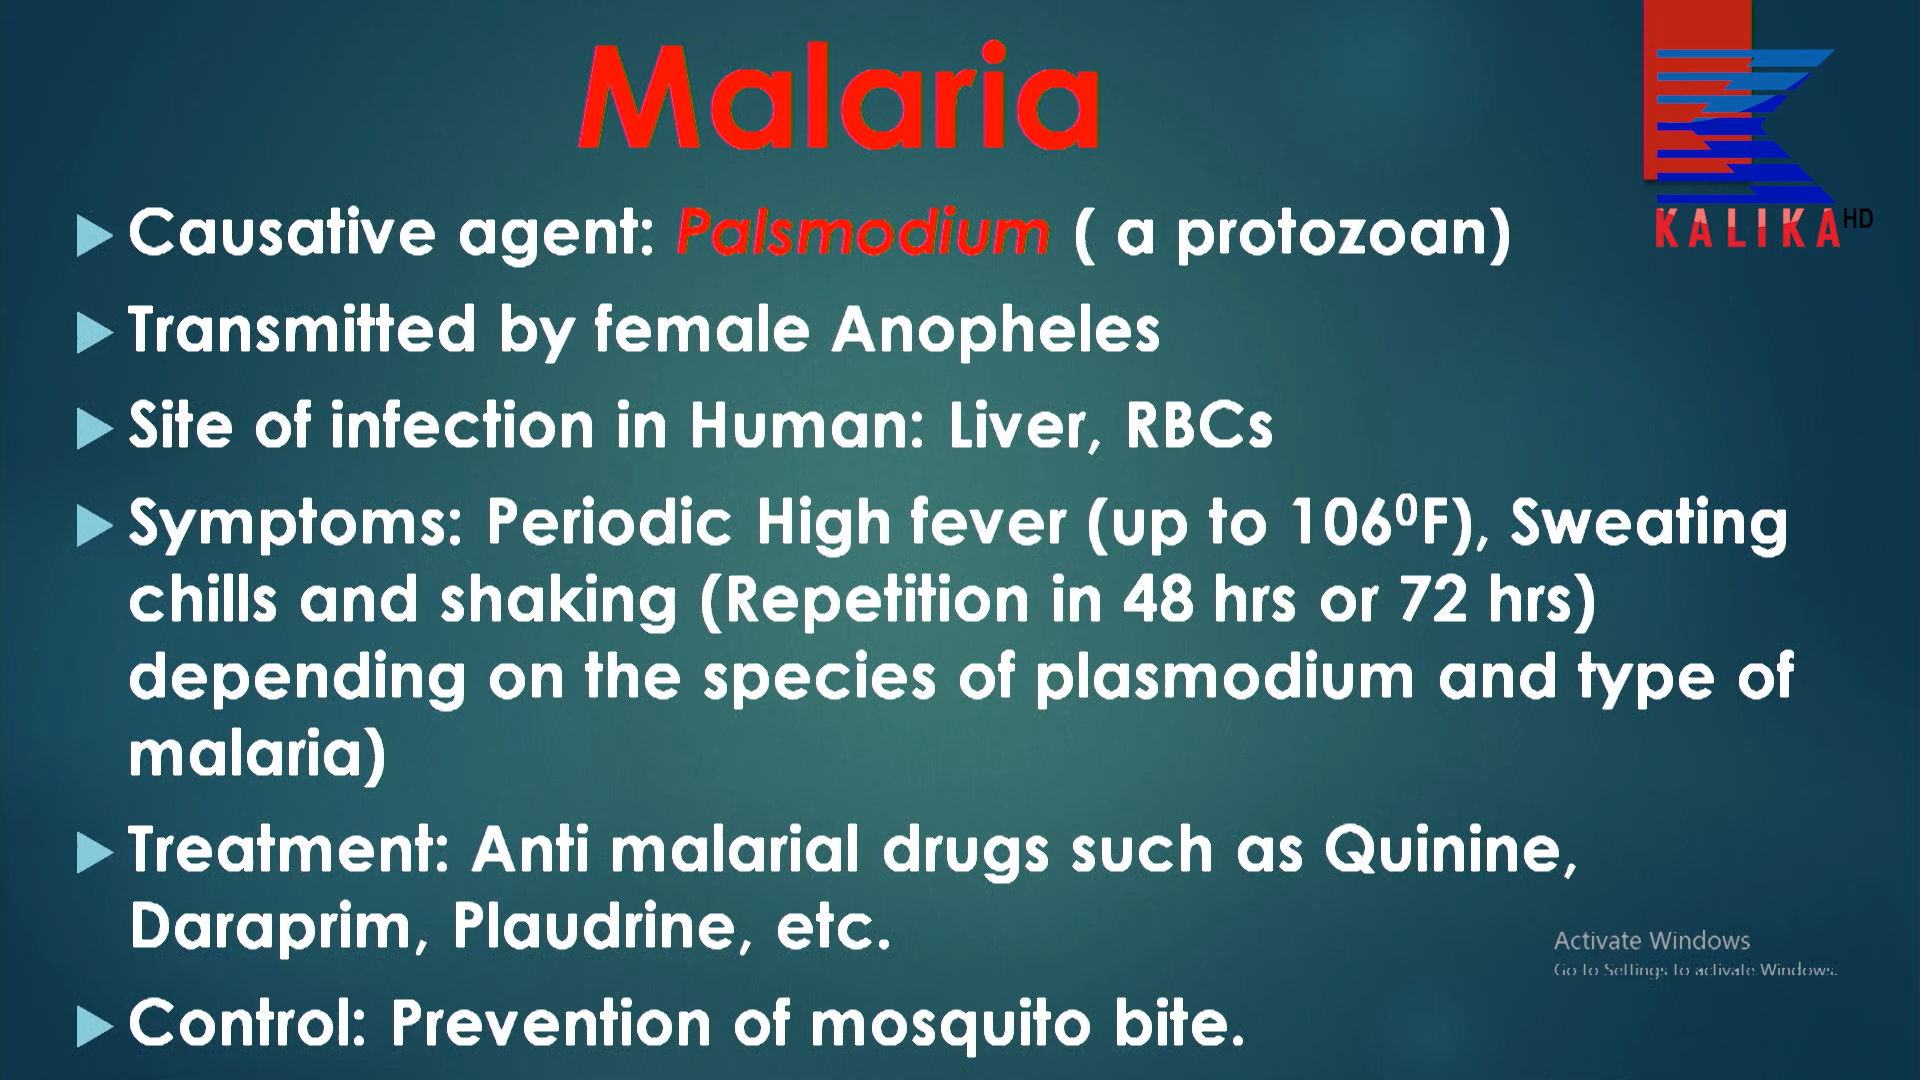 Malaria
KALIKA HD
Causative agent: Palsmodium ( a protozoan)
Transmitted by female Anopheles
Site of infection in Human: Liver, RBCs
Symptoms: Periodic High fever (up to 106⁰F), Sweating
chills and shaking (Repetition in 48 hrs or 72 hrs)
depending on the species of plasmodium and type of
malaria)
Treatment: Anti malarial drugs such as Quinine,
Daraprim, Plaudrine, etc.
Activate Windows
Go to Settings to activate Windows.
Control: Prevention of mosquito bite.